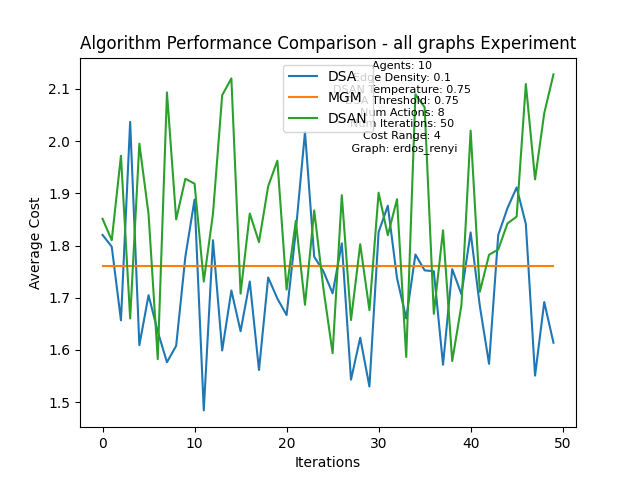 Algorithm Performance Comparison - all graphs Experiment
Average Cost
2.1
2.0
1.9
1.8
1.7
1.6
1.5
DSA
MGM
DSAN
Agents: 10
Edge Density: 0.1
DSAN Temperature: 0.75
Threshold: 0.75
Num Actions: 8
Num Iterations: 50
Cost Range: 4
Graph: erdos_renyi
0 10 20 30 40 50
Iterations